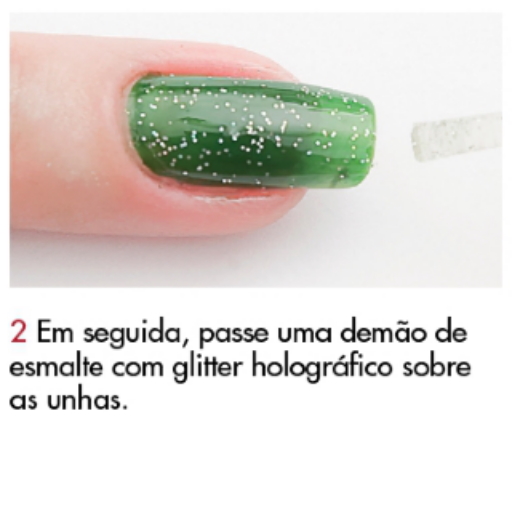 2 Em seguida, passe uma demão de
esmalte com glitter holográfico sobre
as unhas.